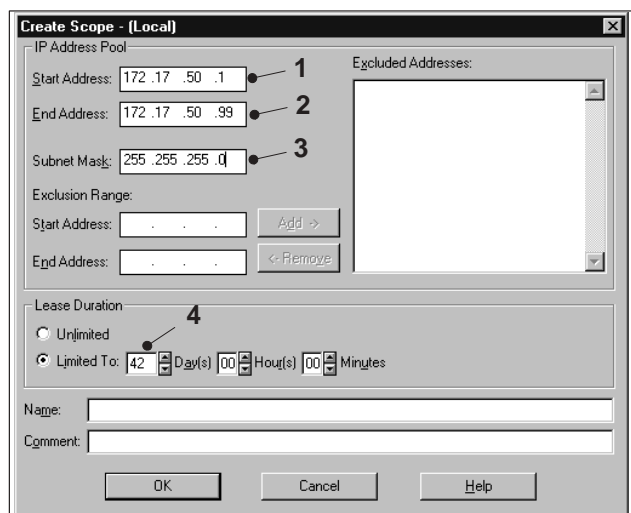 Create Scope - (Local)
IP Address Pool
Start Address: 172 .17 .50 .1
1
End Address: 172 .17 .50 .99
2
Subnet Mask: 255 .255 .255 .0
3
Exclusion Range:
Start Address: . . .
Add ->
End Address: . . .
<- Remove
Excluded Addresses:
Lease Duration
4
Unlimited
Limited To: 42 Day(s) 00 Hour(s) 00 Minutes
Name:
Comment:
OK Cancel Help